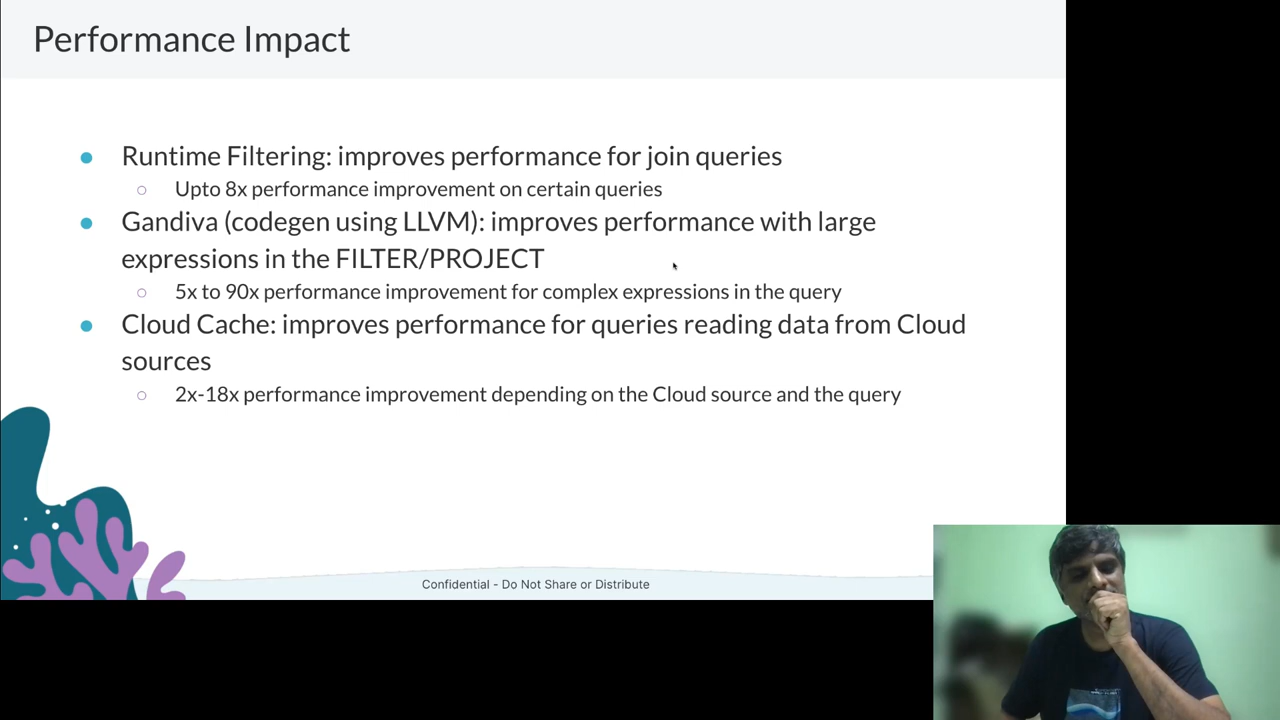 Performance Impact
● Runtime Filtering: improves performance for join queries
○ Upto 8x performance improvement on certain queries
● Gandiva (codegen using LLVM): improves performance with large
expressions in the FILTER/PROJECT
○ 5x to 90x performance improvement for complex expressions in the query
● Cloud Cache: improves performance for queries reading data from Cloud
sources
○ 2x-18x performance improvement depending on the Cloud source and the query
Confidential - Do Not Share or Distribute